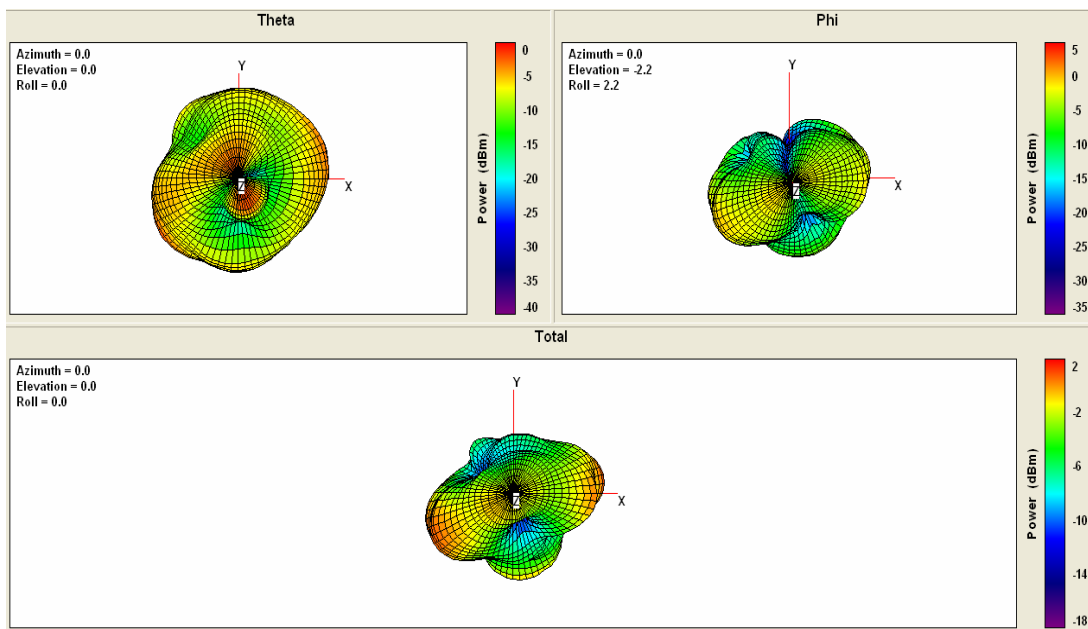 Theta
Azimuth = 0.0
Elevation = 0.0
Roll = 0.0
Y
X
Z
0
-5
-10
-15
-20
-25
-30
-35
-40
Power (dBm)
Phi
Azimuth = 0.0
Elevation = -2.2
Roll = 2.2
Y
X
Z
5
0
-5
-10
-15
-20
-25
-30
-35
Power (dBm)
Total
Azimuth = 0.0
Elevation = 0.0
Roll = 0.0
Y
X
Z
2
-2
-6
-10
-14
-18
Power (dBm)